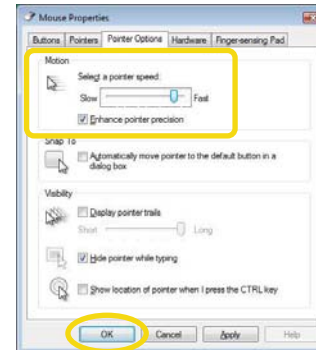 Mouse Properties
Buttons Pointers Pointer Options Hardware Finger-sensing Pad
Motion
Select a pointer speed:
Slow Fast
Enhance pointer precision
Snap To
Automatically move pointer to the default button in a
dialog box
Visibility
Display pointer trails
Short Long
Hide pointer while typing
Show location of pointer when I press the CTRL key
OK Cancel Apply Help